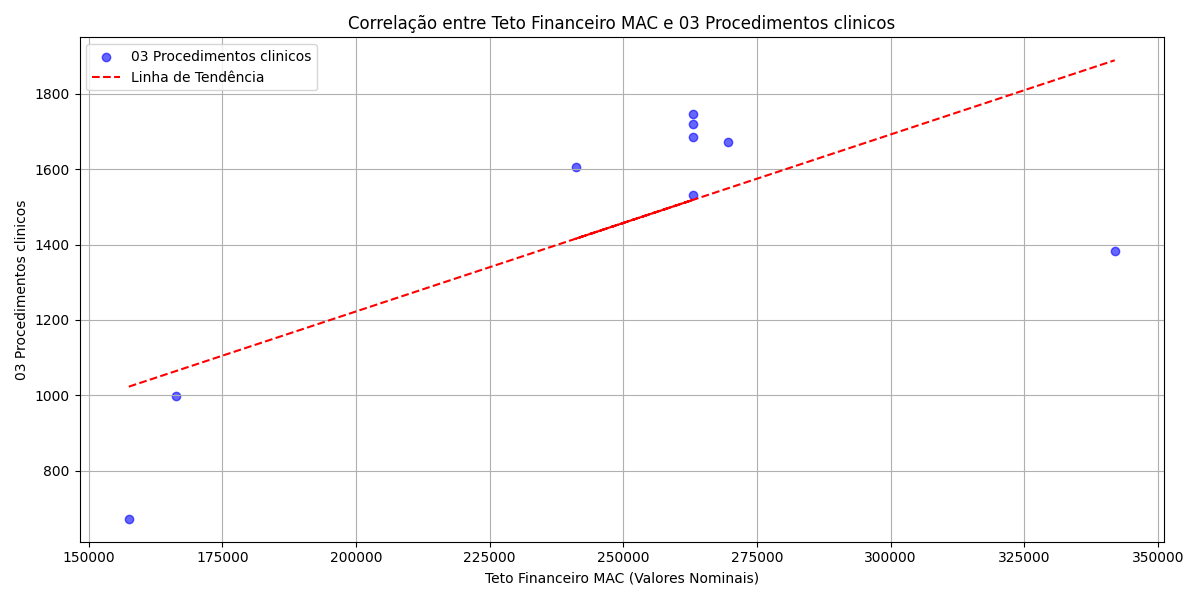 Correlação entre Teto Financeiro MAC e 03 Procedimentos clinicos
03 Procedimentos clinicos
Linha de Tendência
03 Procedimentos clinicos
1800
1600
1400
1200
1000
800
150000 175000 200000 225000 250000 275000 300000 325000 350000
Teto Financeiro MAC (Valores Nominais)